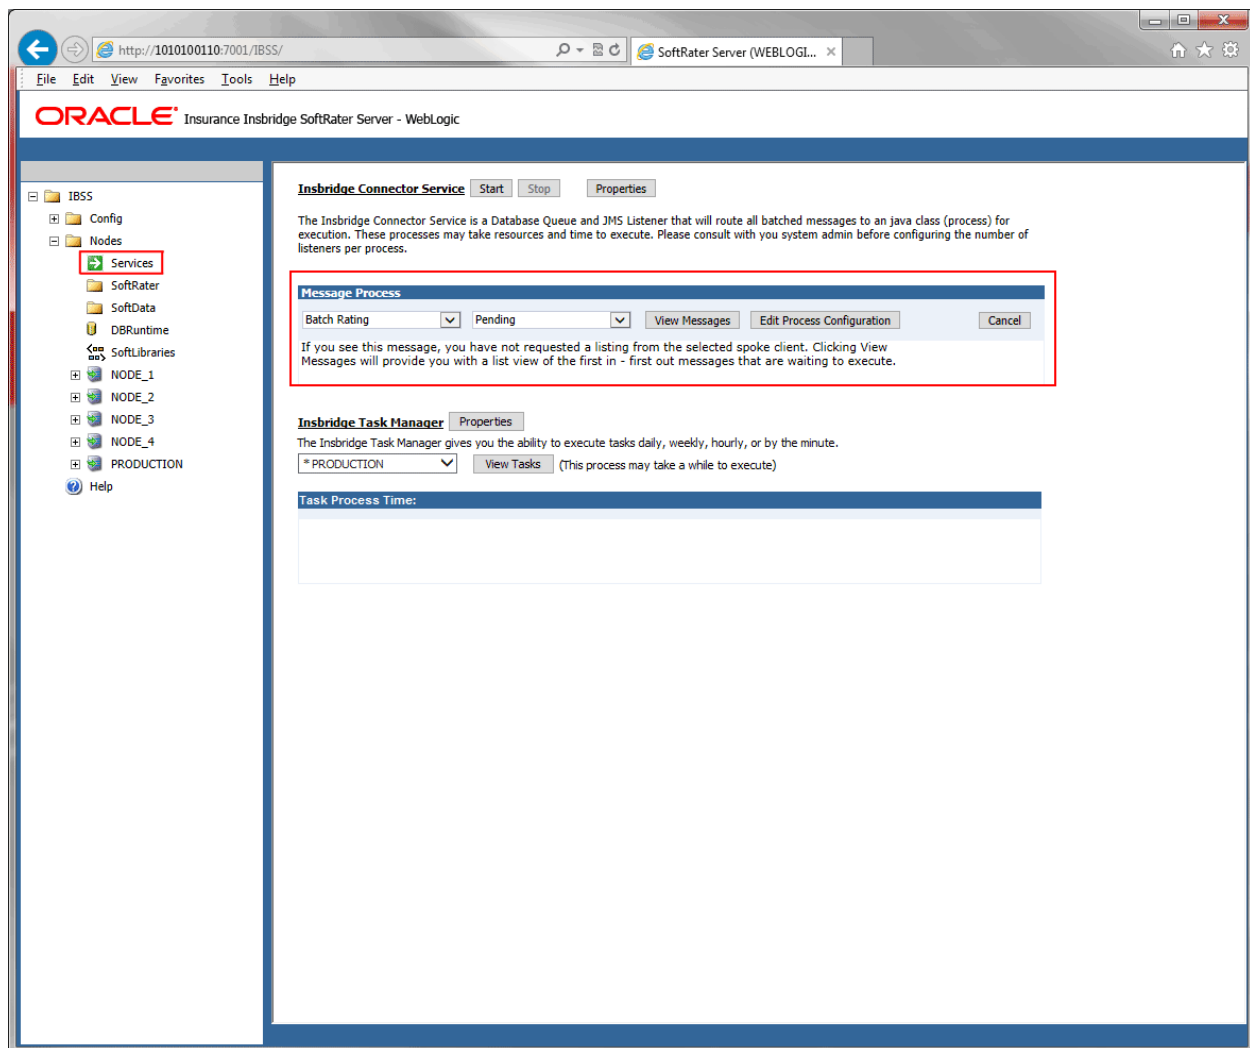 http://1010100110:7001/IBSS/
SoftRater Server (WEBLOGI...
File Edit View Favorites Tools Help
ORACLE Insurance Insbridge SoftRater Server - WebLogic
IBSS
Config
Nodes
Services
SoftRater
SoftData
DBRuntime
SoftLibraries
NODE_1
NODE_2
NODE_3
NODE_4
PRODUCTION
Help
Insbridge Connector Service Start Stop Properties
The Insbridge Connector Service is a Database Queue and JMS Listener that will route all batched messages to an java class (process) for
execution. These processes may take resources and time to execute. Please consult with you system admin before configuring the number of
listeners per process.
Message Process
Batch Rating Pending View Messages Edit Process Configuration Cancel
If you see this message, you have not requested a listing from the selected spoke client. Clicking View
Messages will provide you with a list view of the first in - first out messages that are waiting to execute.
Insbridge Task Manager Properties
The Insbridge Task Manager gives you the ability to execute tasks daily, weekly, hourly, or by the minute.
* PRODUCTION View Tasks (This process may take a while to execute)
Task Process Time: